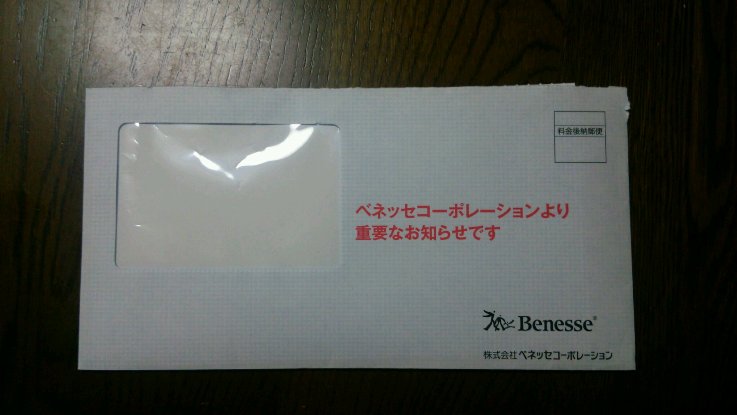 料金後納郵便
ベネッセコーポレーションより
重要なお知らせです
Benesse®
株式会社 ベネッセコーポレーション